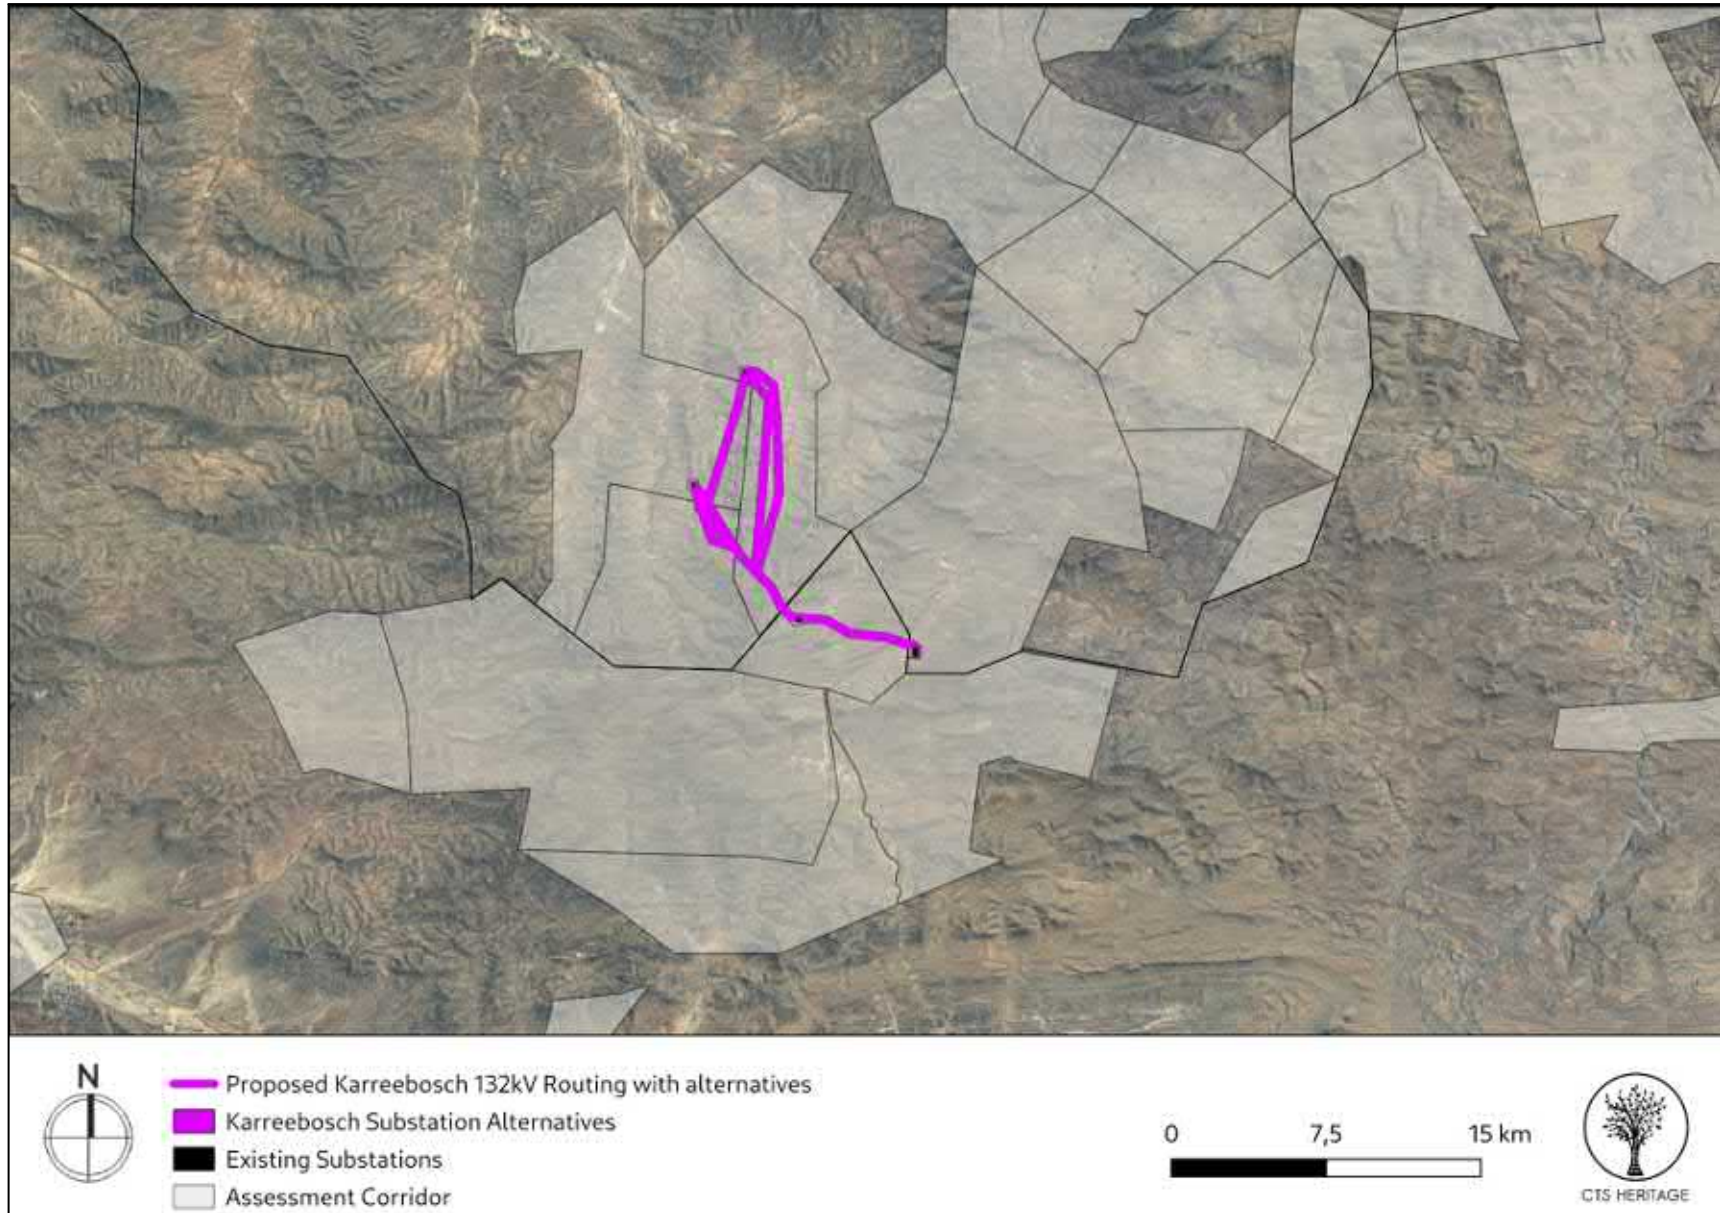 N
Proposed Karreebosch 132kV Routing with alternatives
Karreebosch Substation Alternatives
Existing Substations
Assessment Corridor
0 7,5 15 km
CTS HERITAGE